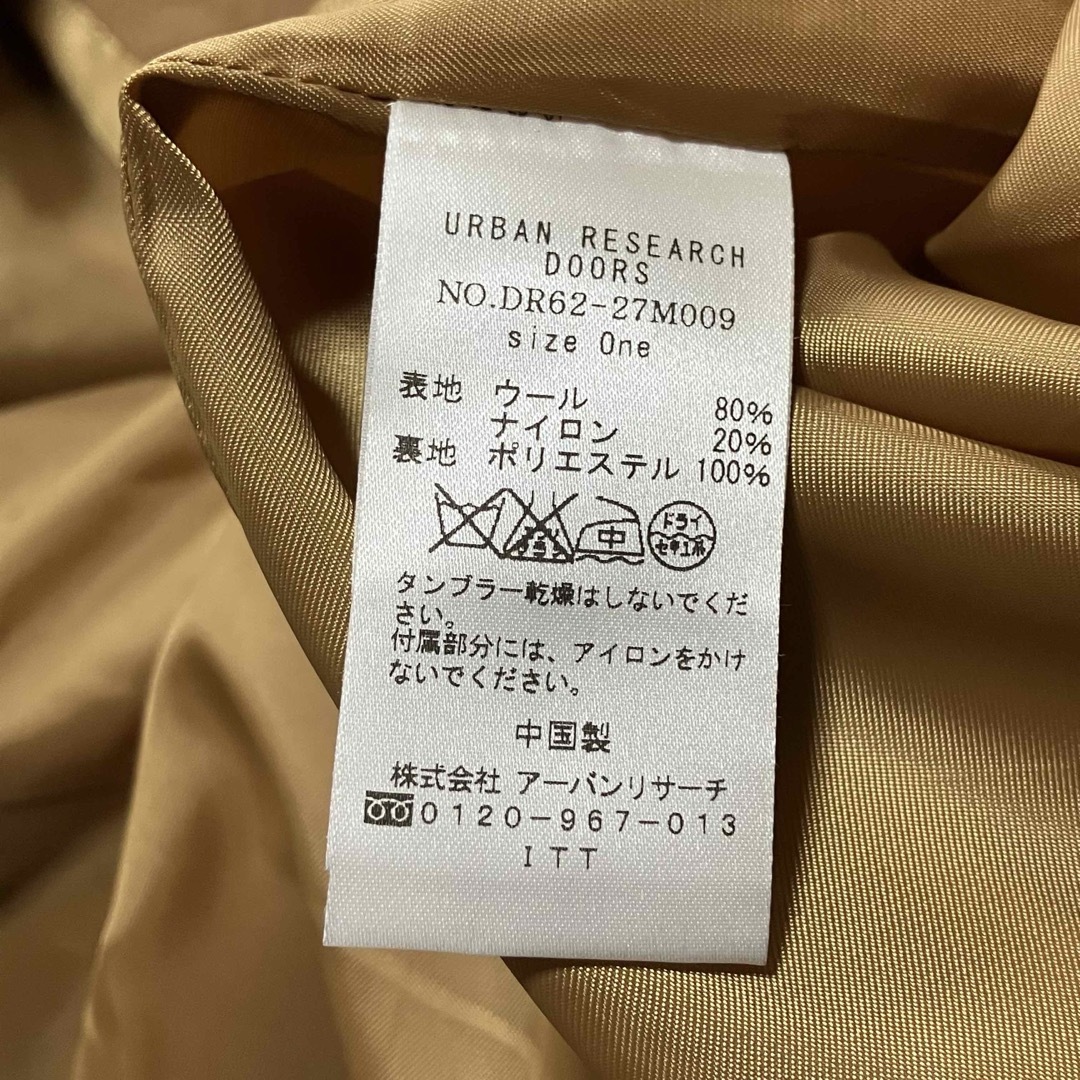 URBAN RESEARCH
DOORS
NO.DR62-27M009
size One
表地 ウール 80%
ナイロン 20%
裏地 ポリエステル 100%
中
ドライ
セキユ系
タンブラー乾燥はしないでくだ
さい。
付属部分には、アイロンをかけ
ないでください。
中国製
株式会社 アーバンリサーチ
0120-967-013
ITT